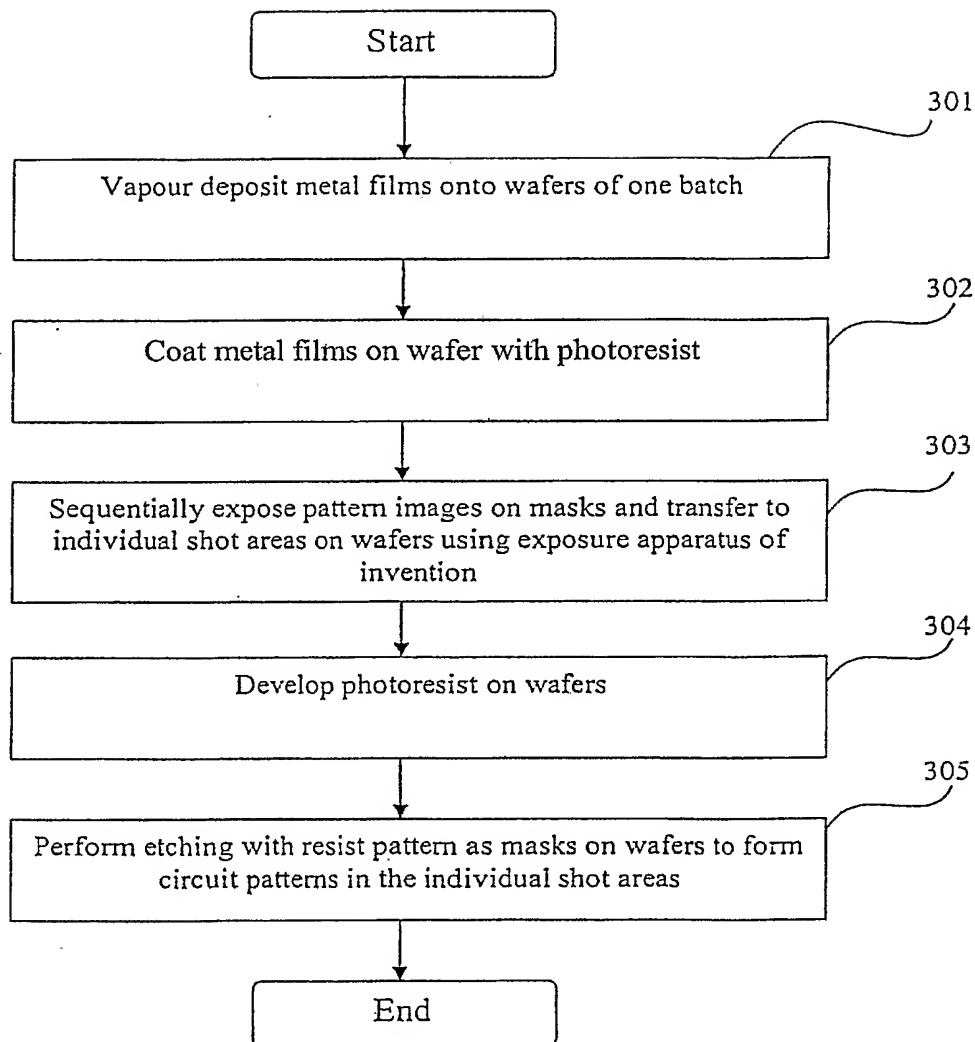 Start
301
Vapour deposit metal films onto wafers of one batch
302
Coat metal films on wafer with photoresist
303
Sequentially expose pattern images on masks and transfer to
individual shot areas on wafers using exposure apparatus of
invention
304
Develop photoresist on wafers
305
Perform etching with resist pattern as masks on wafers to form
circuit patterns in the individual shot areas
End